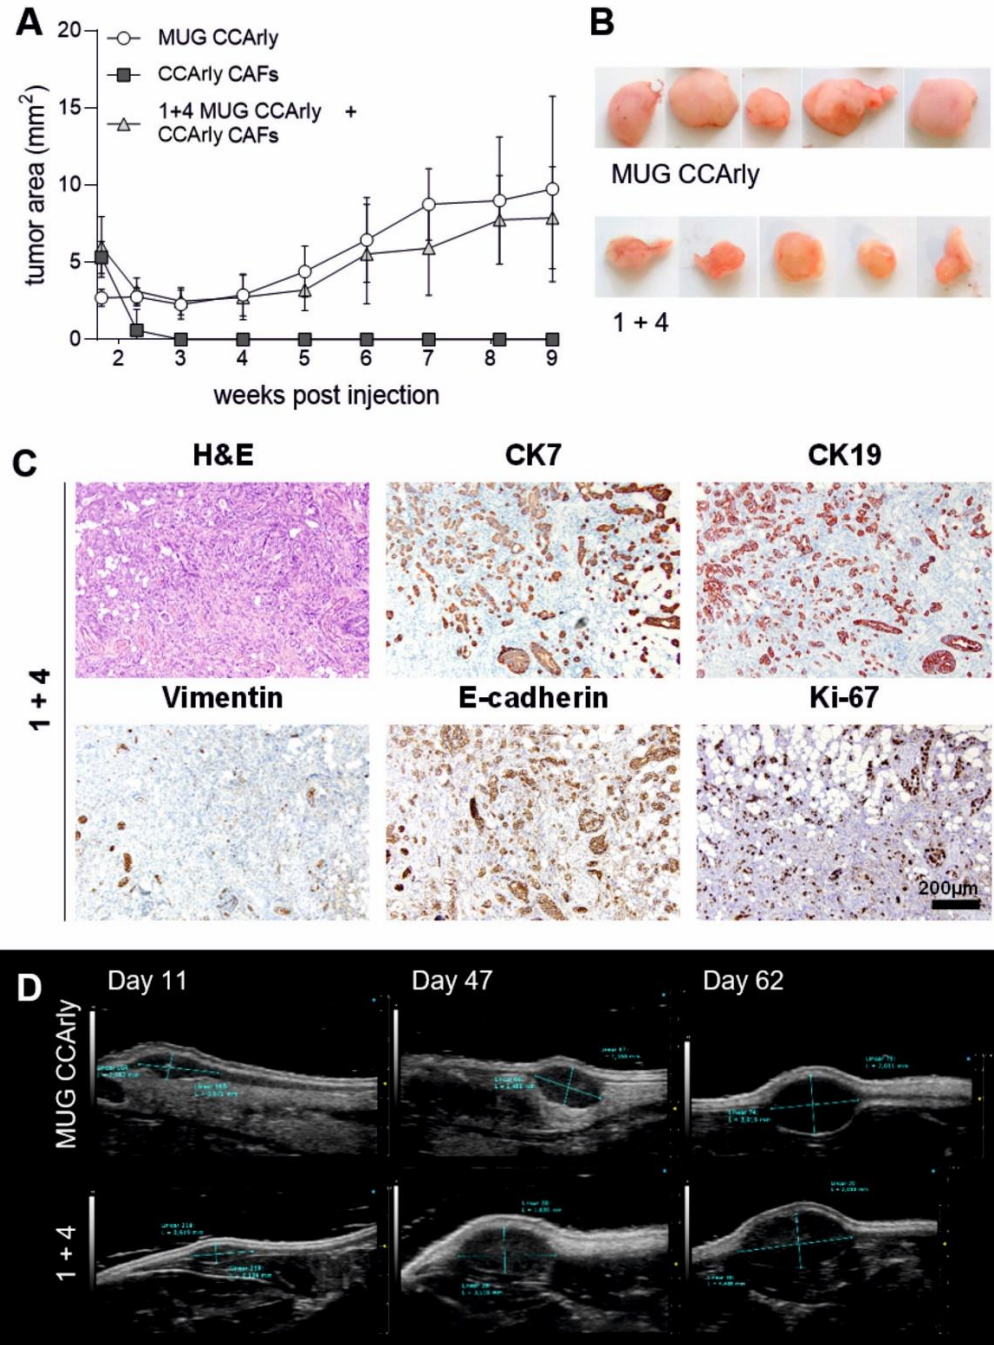 A
20
15
10
5
0
tumor area (mm²)
MUG CCArly
CCArly CAFs
1+4 MUG CCArly +
CCArly CAFs
2 3 4 5 6 7 8 9
weeks post injection
B
MUG CCArly
1 + 4
C
1 + 4
H&E CK7 CK19
Vimentin E-cadherin Ki-67
200µm
D
Day 11 Day 47 Day 62
MUG CCArly
1 + 4